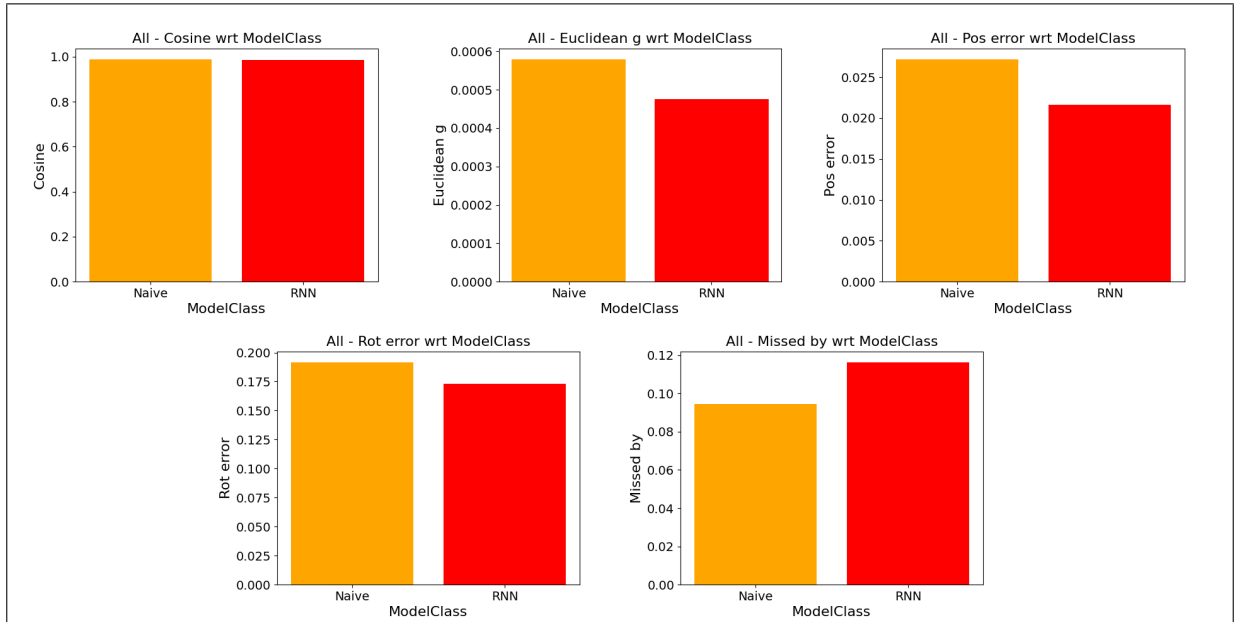 All - Cosine wrt ModelClass
1.0
0.8
0.6
0.4
0.2
0.0
Cosine
Naive RNN
ModelClass
All - Euclidean g wrt ModelClass
0.0006
0.0005
0.0004
0.0003
0.0002
0.0001
0.0000
Euclidean g
Naive RNN
ModelClass
All - Pos error wrt ModelClass
0.025
0.020
0.015
0.010
0.005
0.000
Pos error
Naive RNN
ModelClass
All - Rot error wrt ModelClass
0.200
0.175
0.150
0.125
0.100
0.075
0.050
0.025
0.000
Rot error
Naive RNN
ModelClass
All - Missed by wrt ModelClass
0.12
0.10
0.08
0.06
0.04
0.02
0.00
Missed by
Naive RNN
ModelClass